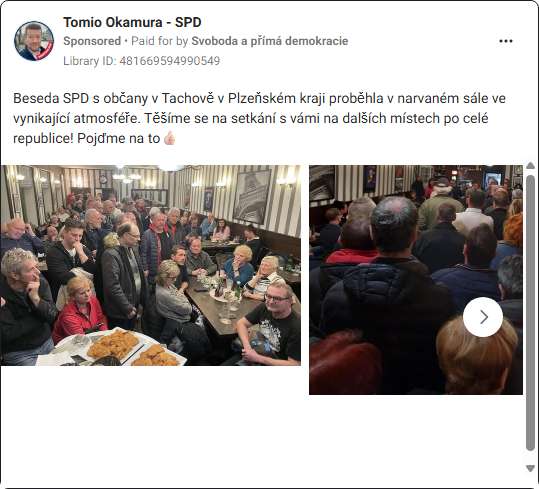 Tomio Okamura - SPD
Sponsored • Paid for by Svoboda a přímá demokracie
Library ID: 481669594990549
Beseda SPD s občany v Tachově v Plzeňském kraji proběhla v narvaném sále ve
vynikající atmosféře. Těšíme se na setkání s vámi na dalších místech po celé
republice! Pojďme na to👍🏻